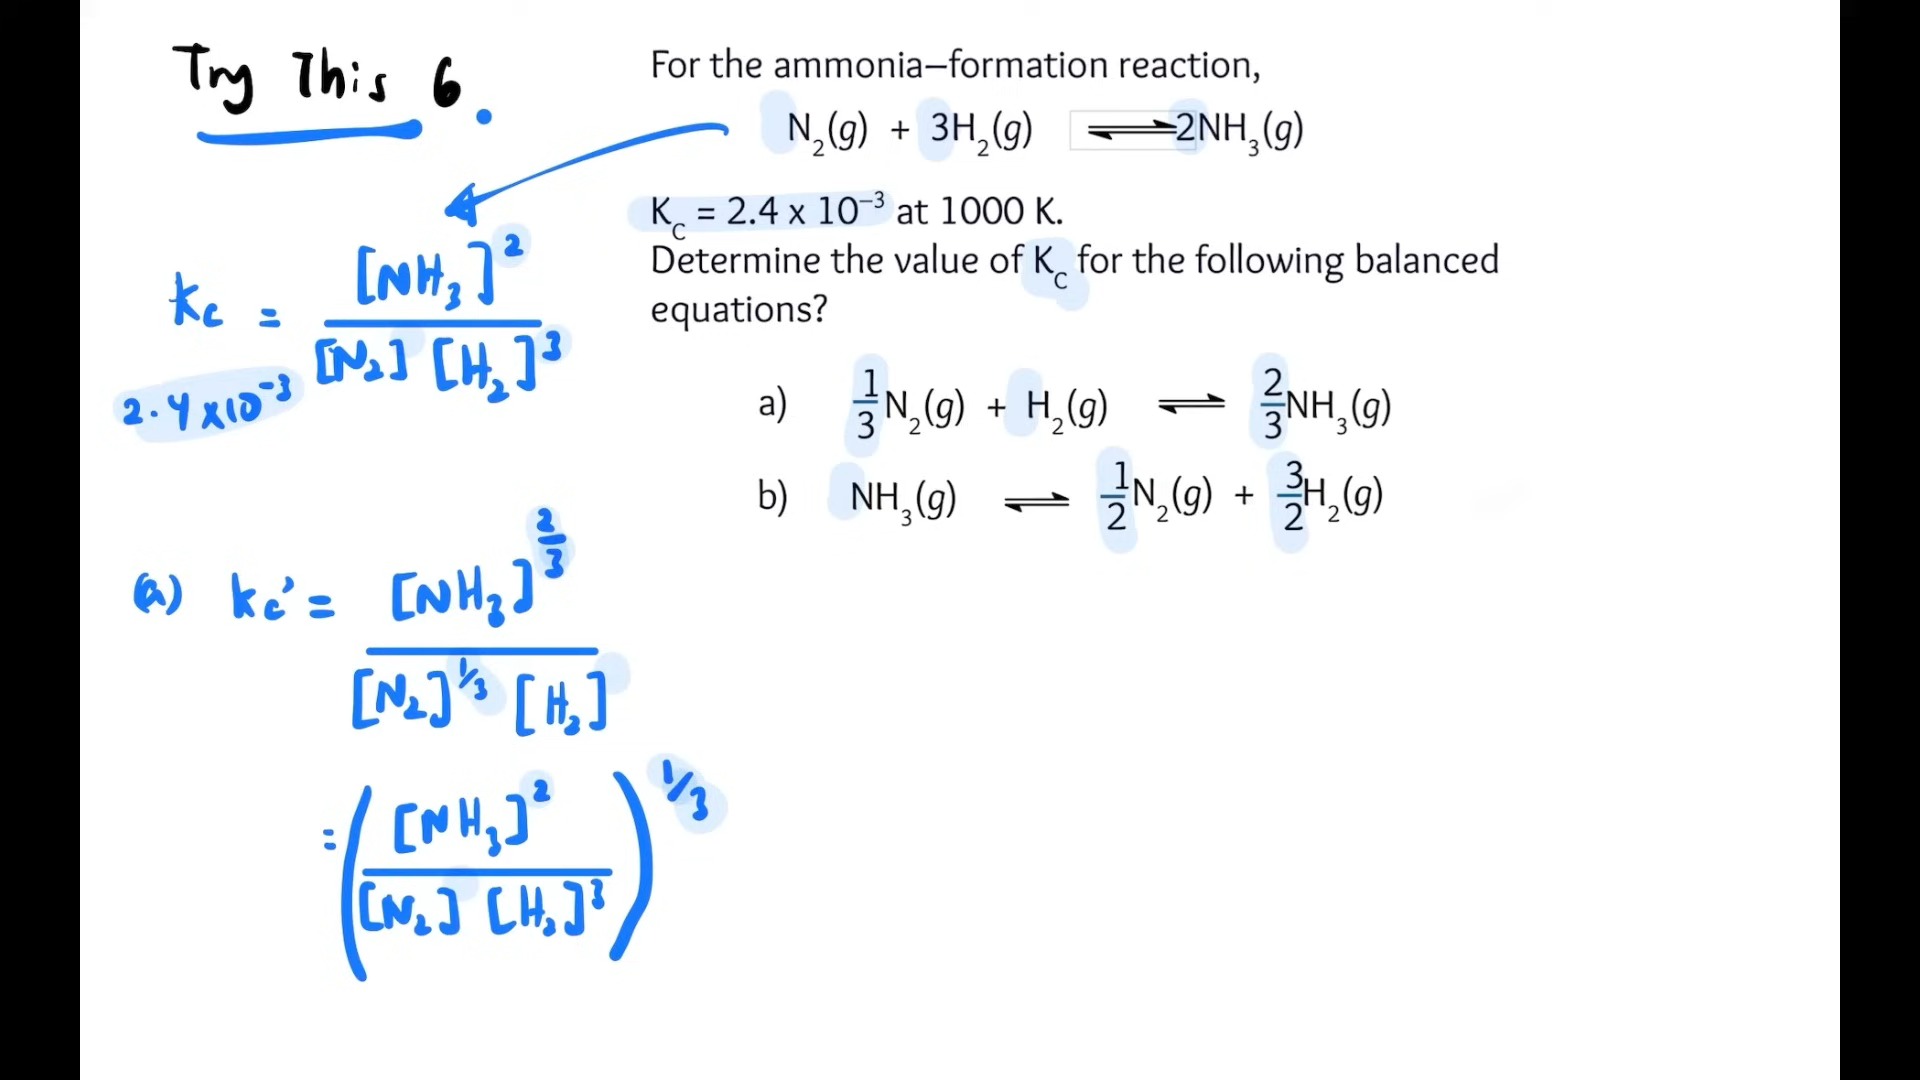 Try This 6.
For the ammonia–formation reaction,
N₂(g) + 3H₂(g) ⇌ 2NH₃(g)
K_C = 2.4 x 10⁻³ at 1000 K.
Determine the value of K_C for the following balanced
equations?
a) 1/3 N₂(g) + H₂(g) ⇌ 2/3 NH₃(g)
b) NH₃(g) ⇌ 1/2 N₂(g) + 3/2 H₂(g)
kc = [NH₃]² / [N₂] [H₂]³
2.4 x 10⁻³
(a) kc' = [NH₃]^2/3 / [N₂]^1/3 [H₂]
= ( [NH₃]² / [N₂] [H₂]³ )^1/3